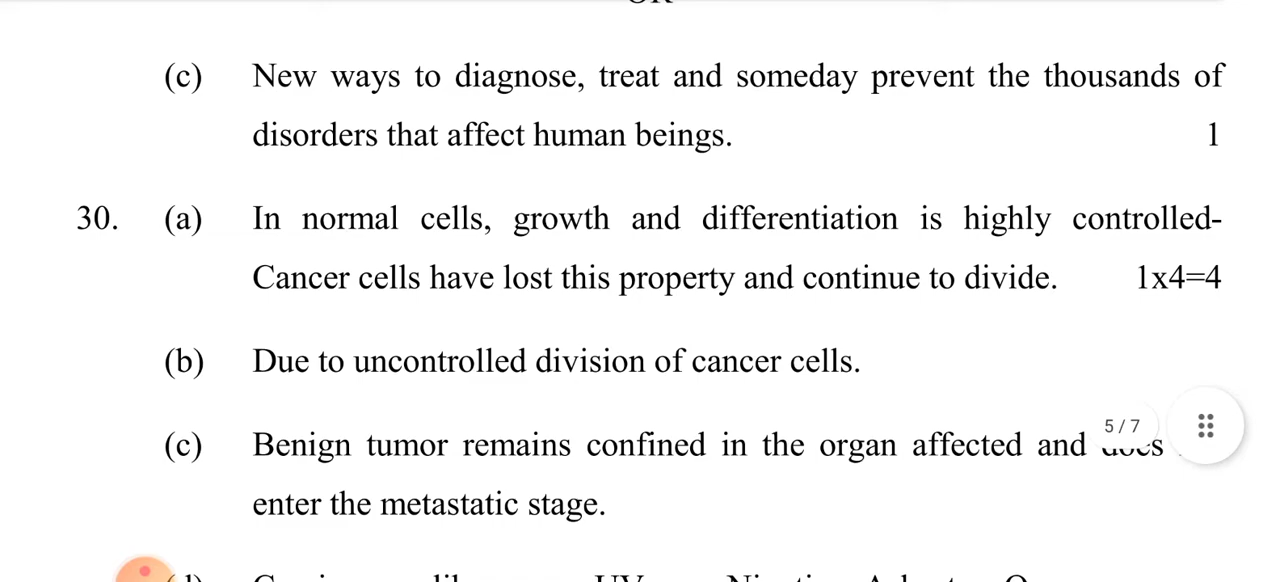 (c) New ways to diagnose, treat and someday prevent the thousands of
disorders that affect human beings. 1
30. (a) In normal cells, growth and differentiation is highly controlled-
Cancer cells have lost this property and continue to divide. 1x4=4
(b) Due to uncontrolled division of cancer cells.
5 / 7
(c) Benign tumor remains confined in the organ affected and does
enter the metastatic stage.